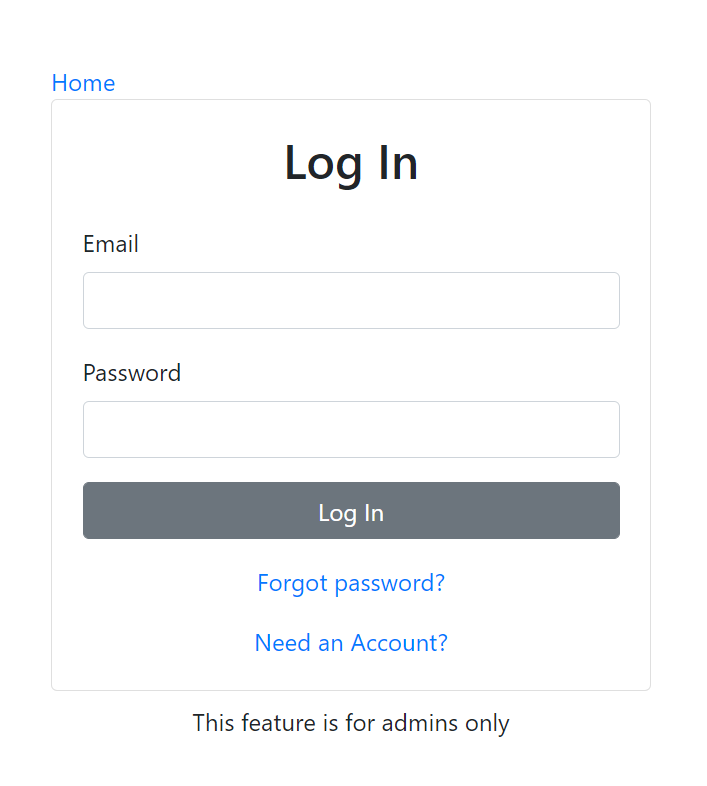 Home
Log In
Email
Password
Log In
Forgot password?
Need an Account?
This feature is for admins only